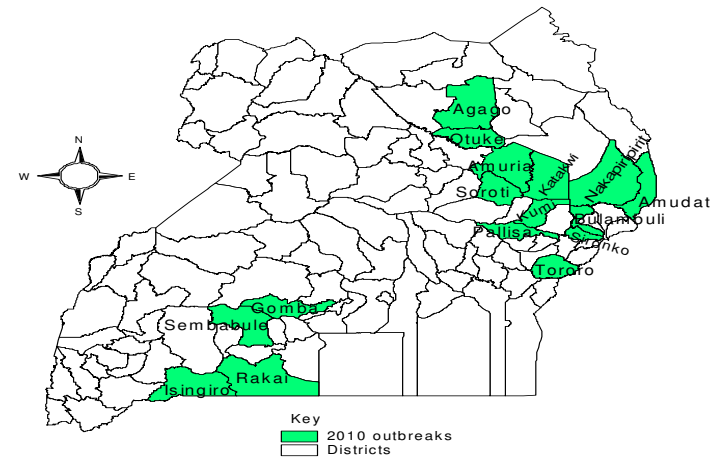 Agago
Otuke
N
W E
S
Amuria
Katakwi
Nakapiripirit
Soroti
Kumi
Amudat
Bulambuli
Pallisa
Sironko
Tororo
Gomba
Sembabule
Rakai
Isingiro
Key
2010 outbreaks
Districts